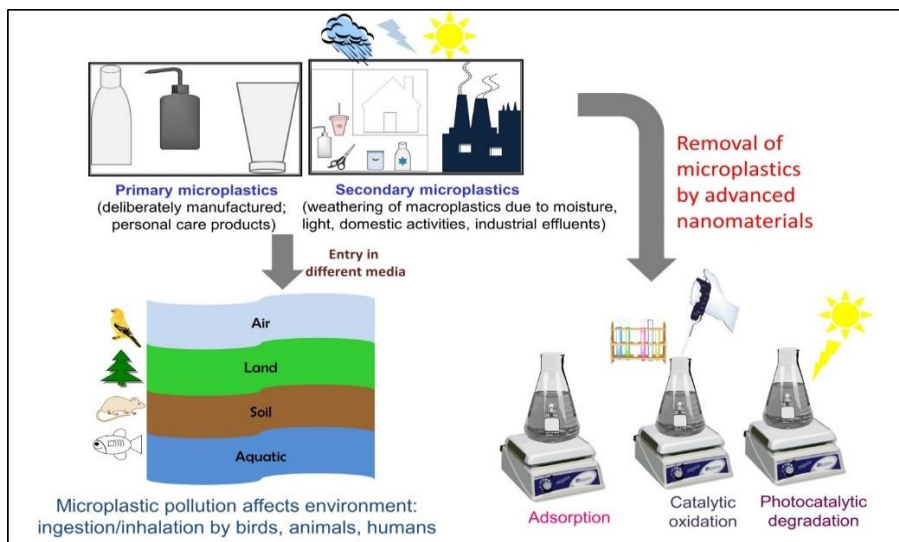 Primary microplastics
(deliberately manufactured;
personal care products)
Secondary microplastics
(weathering of macroplastics due to moisture,
light, domestic activities, industrial effluents)
Entry in
different media
Air
Land
Soil
Aquatic
Microplastic pollution affects environment:
ingestion/inhalation by birds, animals, humans
Removal of
microplastics
by advanced
nanomaterials
Adsorption
Catalytic
oxidation
Photocatalytic
degradation